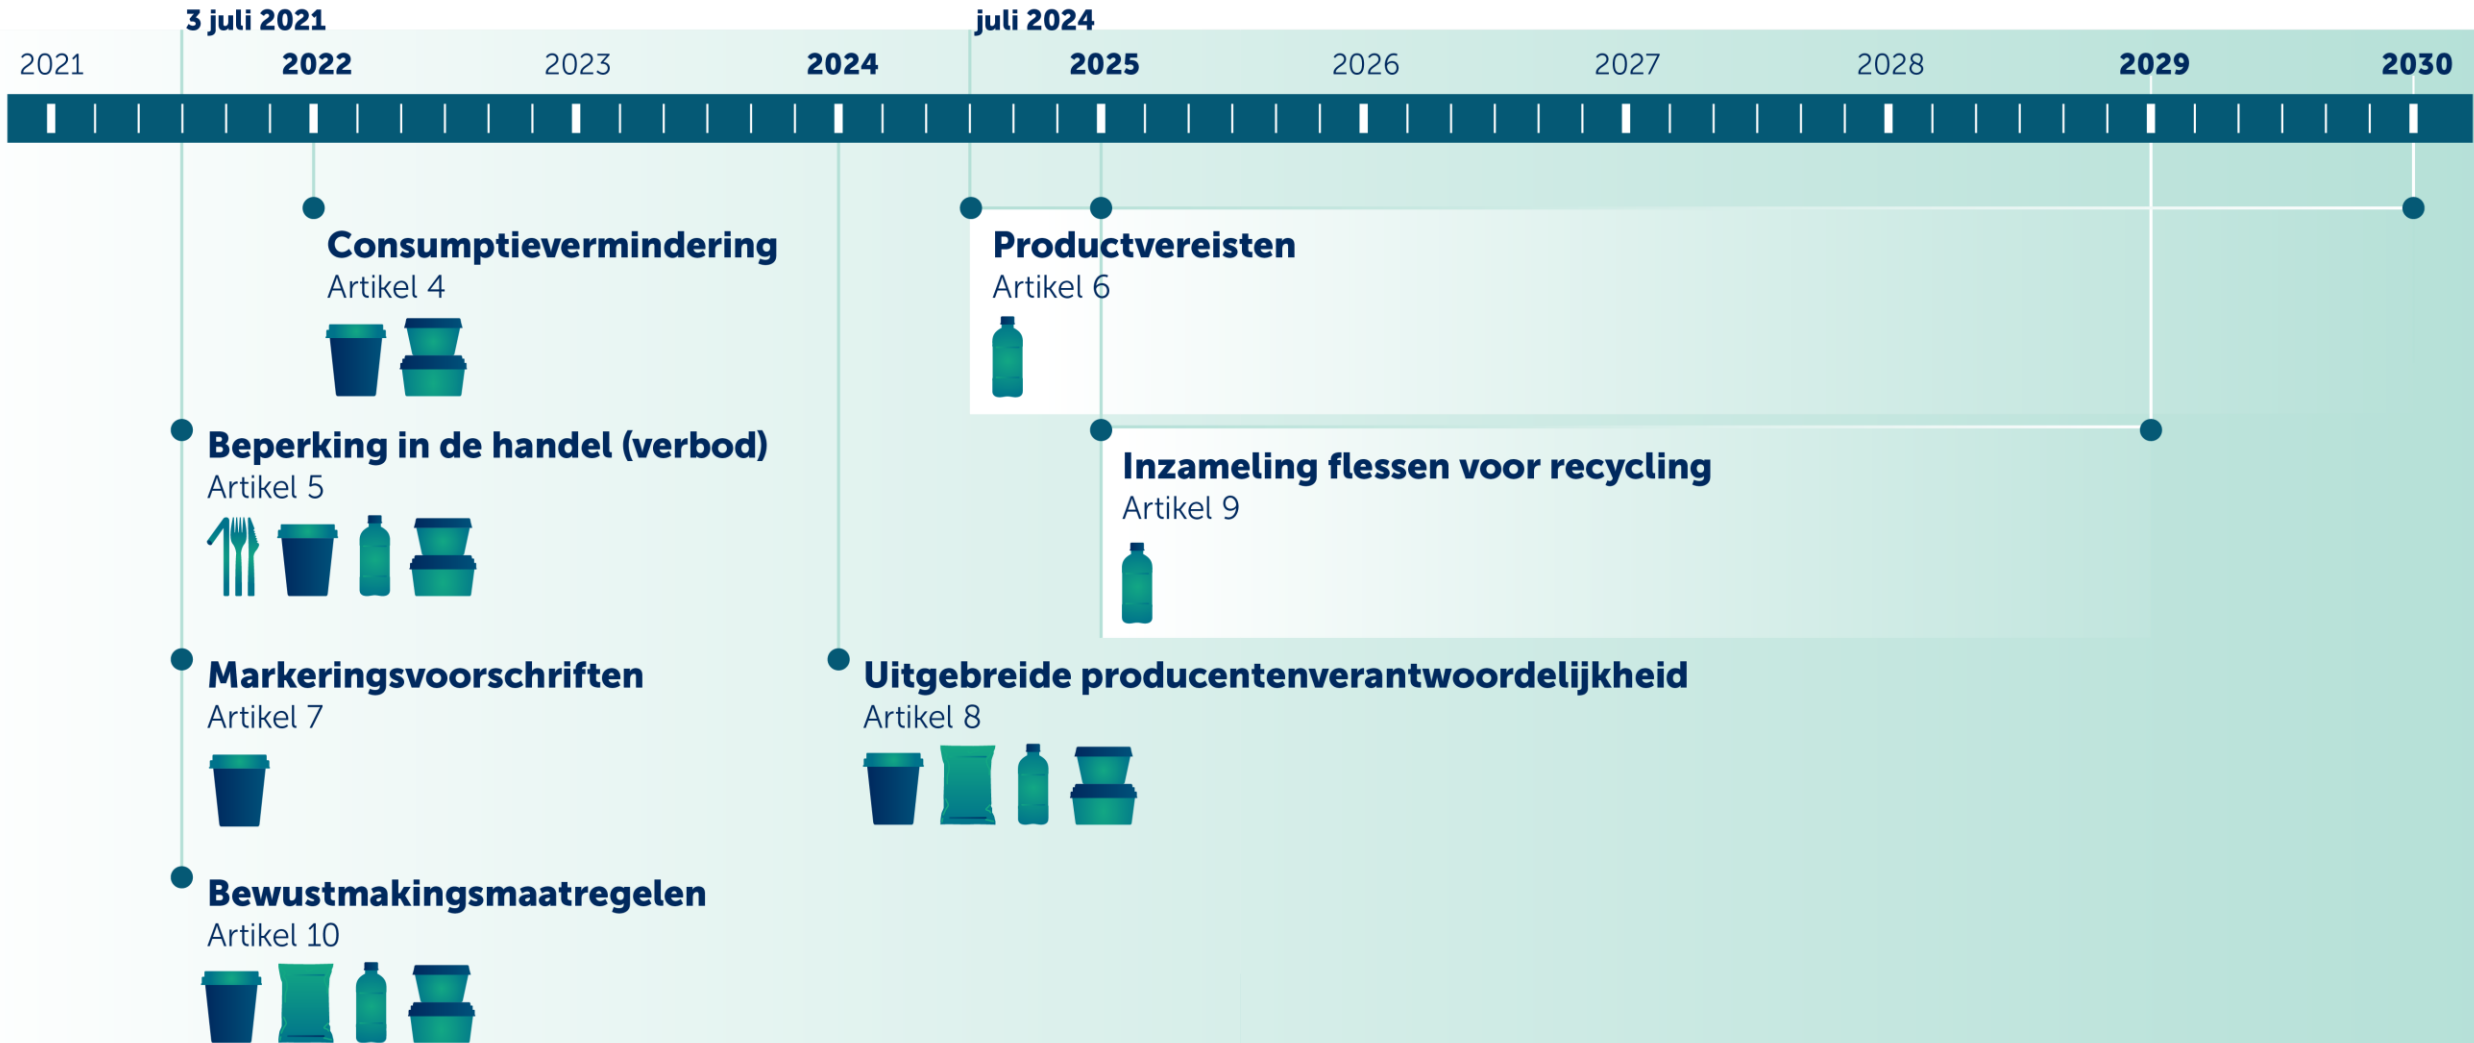 3 juli 2021
juli 2024
2021
2022
2023
2024
2025
2026
2027
2028
2029
2030
Consumptievermindering
Artikel 4
Productvereisten
Artikel 6
Beperking in de handel (verbod)
Artikel 5
Inzameling flessen voor recycling
Artikel 9
Markeringsvoorschriften
Artikel 7
Uitgebreide producentenverantwoordelijkheid
Artikel 8
Bewustmakingsmaatregelen
Artikel 10